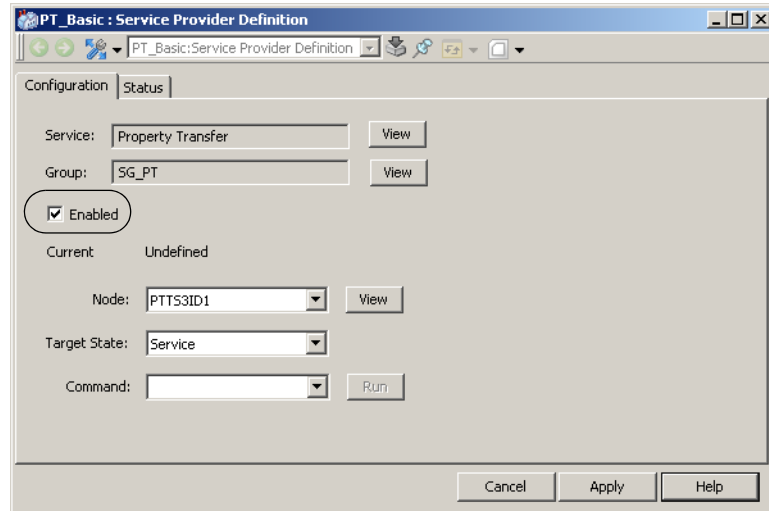 PT_Basic : Service Provider Definition
PT_Basic:Service Provider Definition
Configuration Status
Service: Property Transfer View
Group: SG_PT View
Enabled
Current Undefined
Node: PTTS3ID1 View
Target State: Service
Command: Run
Cancel Apply Help